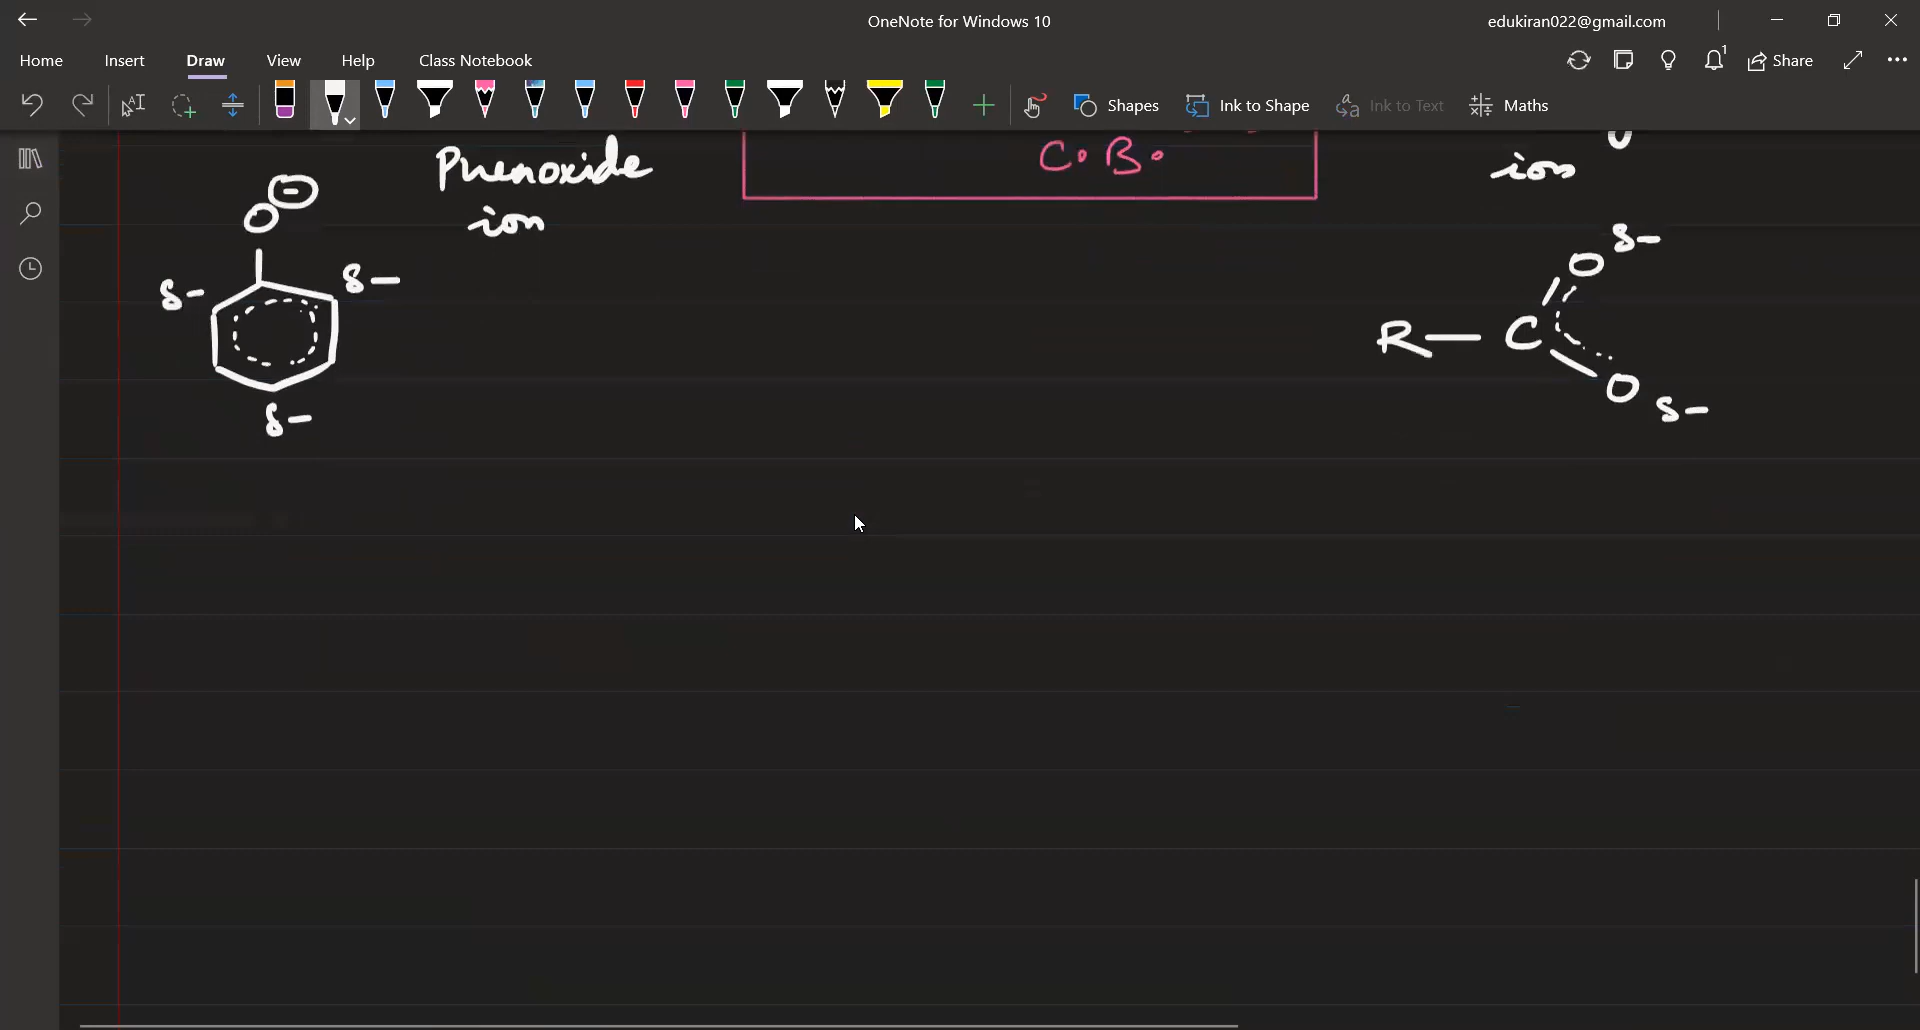 OneNote for Windows 10
edukiran022@gmail.com
Home Insert Draw View Help Class Notebook
1
Share
Shapes Ink to Shape Ink to Text Maths
Phenoxide
ion
C. B.
ion
O -
δ-
δ-
δ-
O δ-
R — C
O δ-